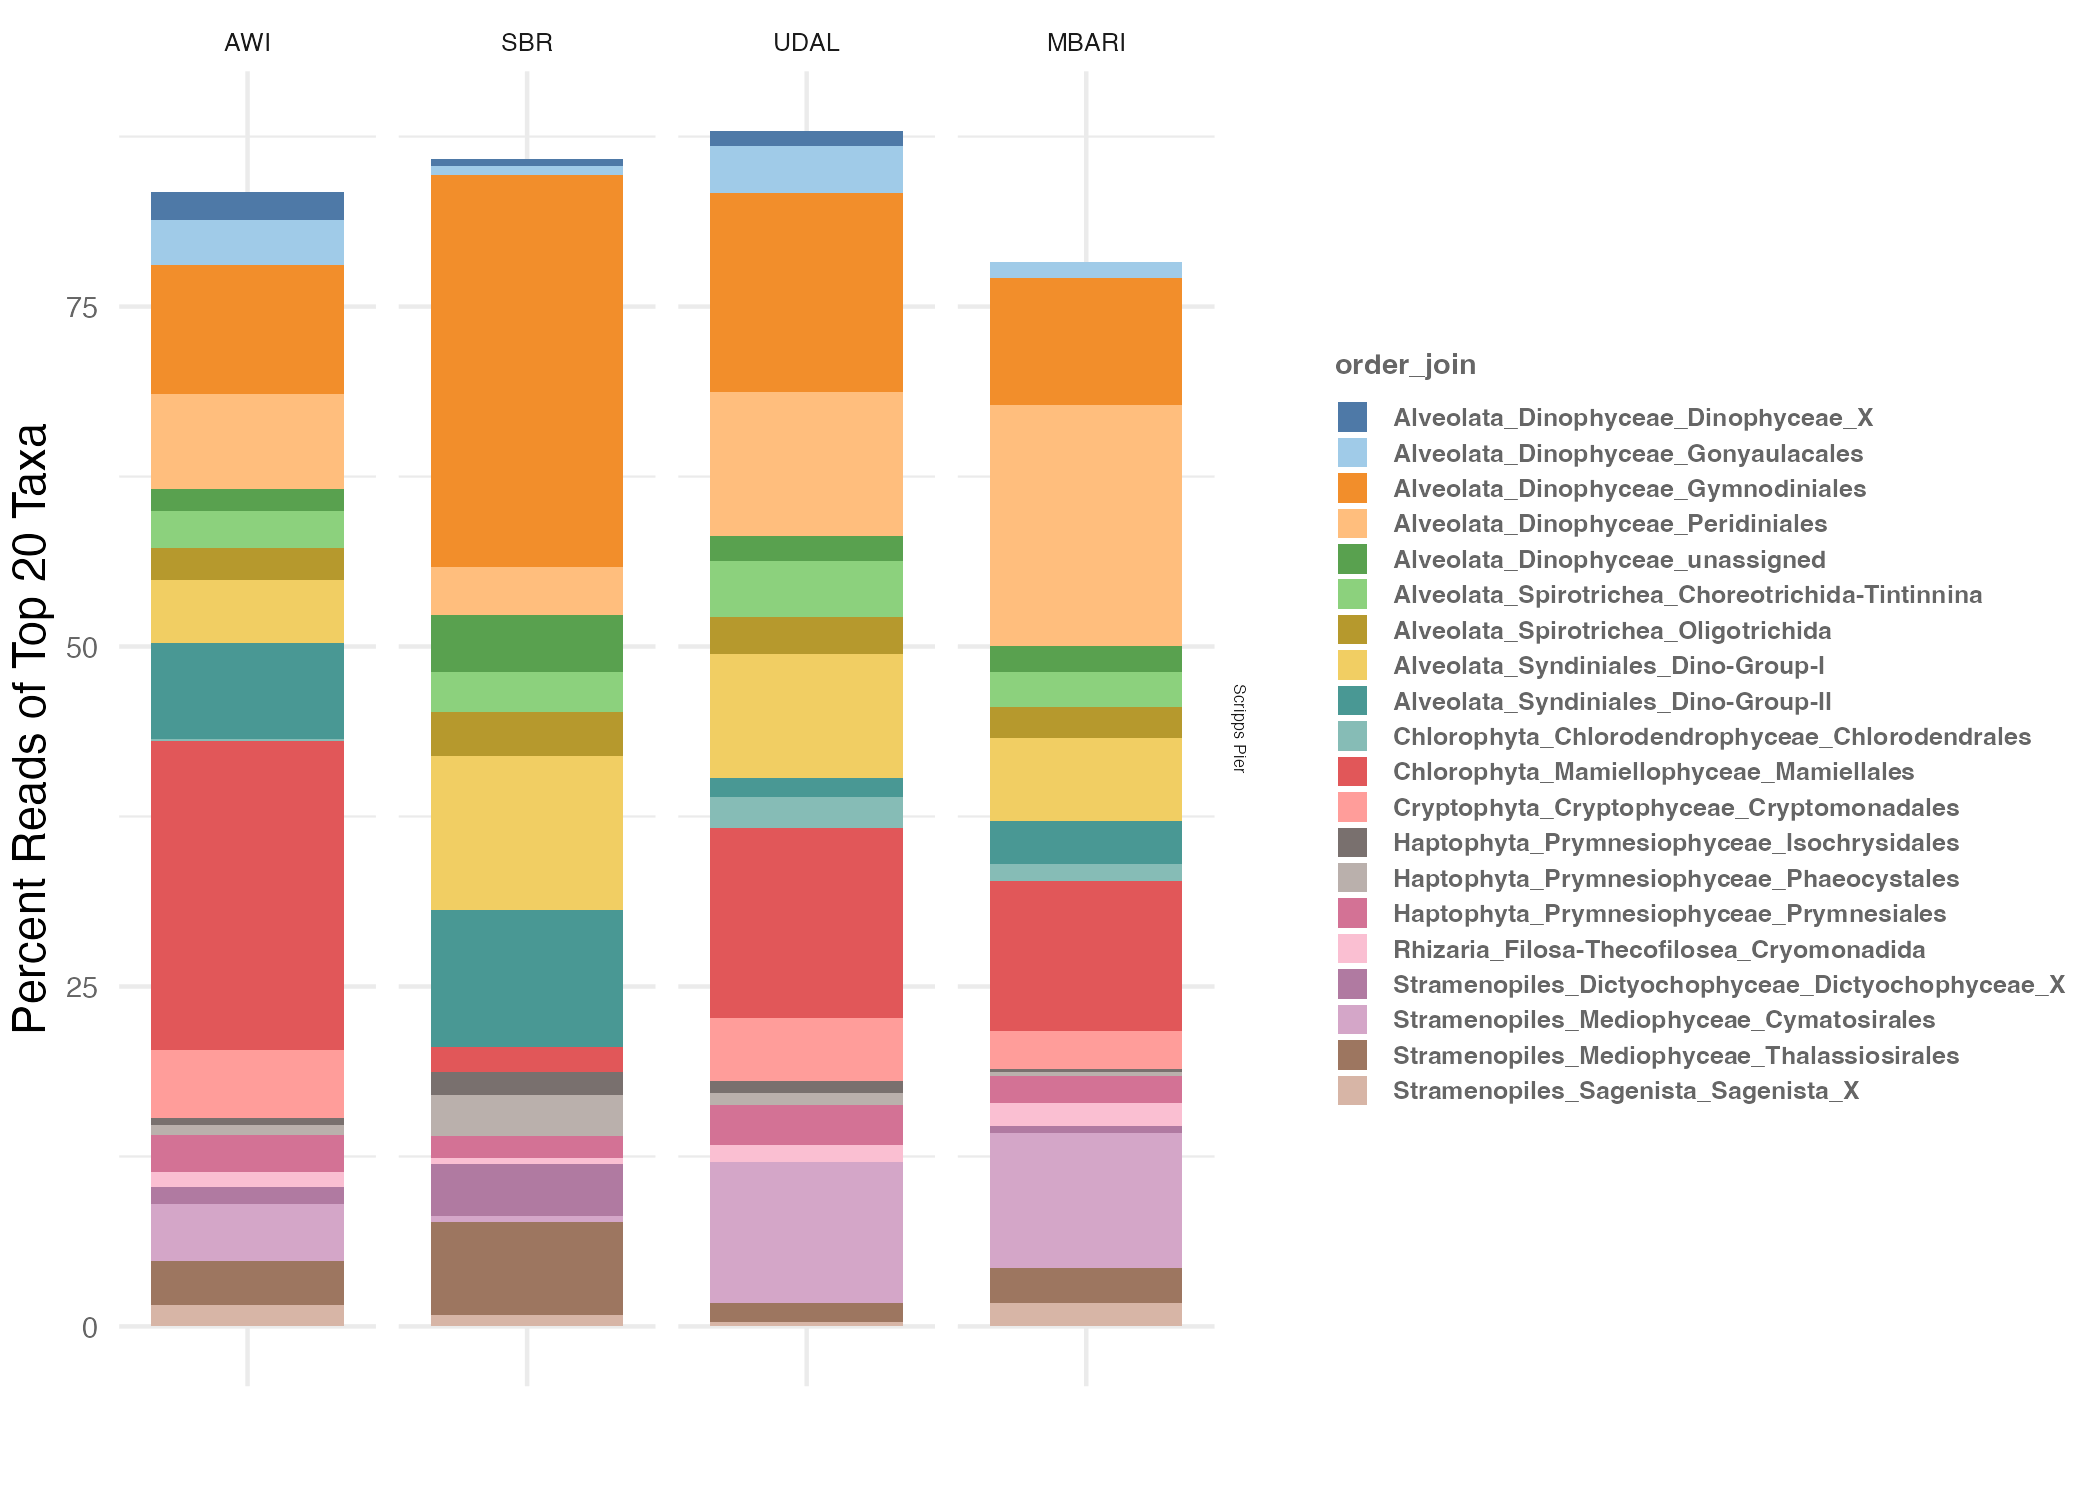 AWI
SBR
UDAL
MBARI
Percent Reads of Top 20 Taxa
75
50
25
0
Scripps Pier
order_join
Alveolata_Dinophyceae_Dinophyceae_X
Alveolata_Dinophyceae_Gonyaulacales
Alveolata_Dinophyceae_Gymnodiniales
Alveolata_Dinophyceae_Peridiniales
Alveolata_Dinophyceae_unassigned
Alveolata_Spirotrichea_Choreotrichida-Tintinnina
Alveolata_Spirotrichea_Oligotrichida
Alveolata_Syndiniales_Dino-Group-I
Alveolata_Syndiniales_Dino-Group-II
Chlorophyta_Chlorodendrophyceae_Chlorodendrales
Chlorophyta_Mamiellophyceae_Mamiellales
Cryptophyta_Cryptophyceae_Cryptomonadales
Haptophyta_Prymnesiophyceae_Isochrysidales
Haptophyta_Prymnesiophyceae_Phaeocystales
Haptophyta_Prymnesiophyceae_Prymnesiales
Rhizaria_Filosa-Thecofilosea_Cryomonadida
Stramenopiles_Dictyochophyceae_Dictyochophyceae_X
Stramenopiles_Mediophyceae_Cymatosirales
Stramenopiles_Mediophyceae_Thalassiosirales
Stramenopiles_Sagenista_Sagenista_X